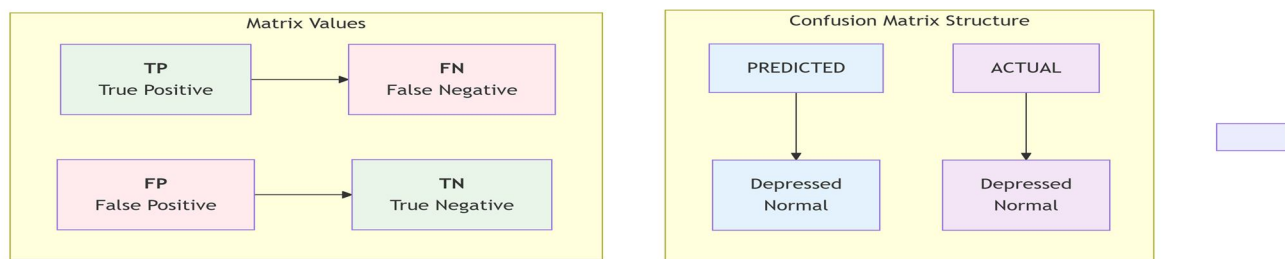 Matrix Values
TP
True Positive
FN
False Negative
FP
False Positive
TN
True Negative
Confusion Matrix Structure
PREDICTED
ACTUAL
Depressed
Normal
Depressed
Normal